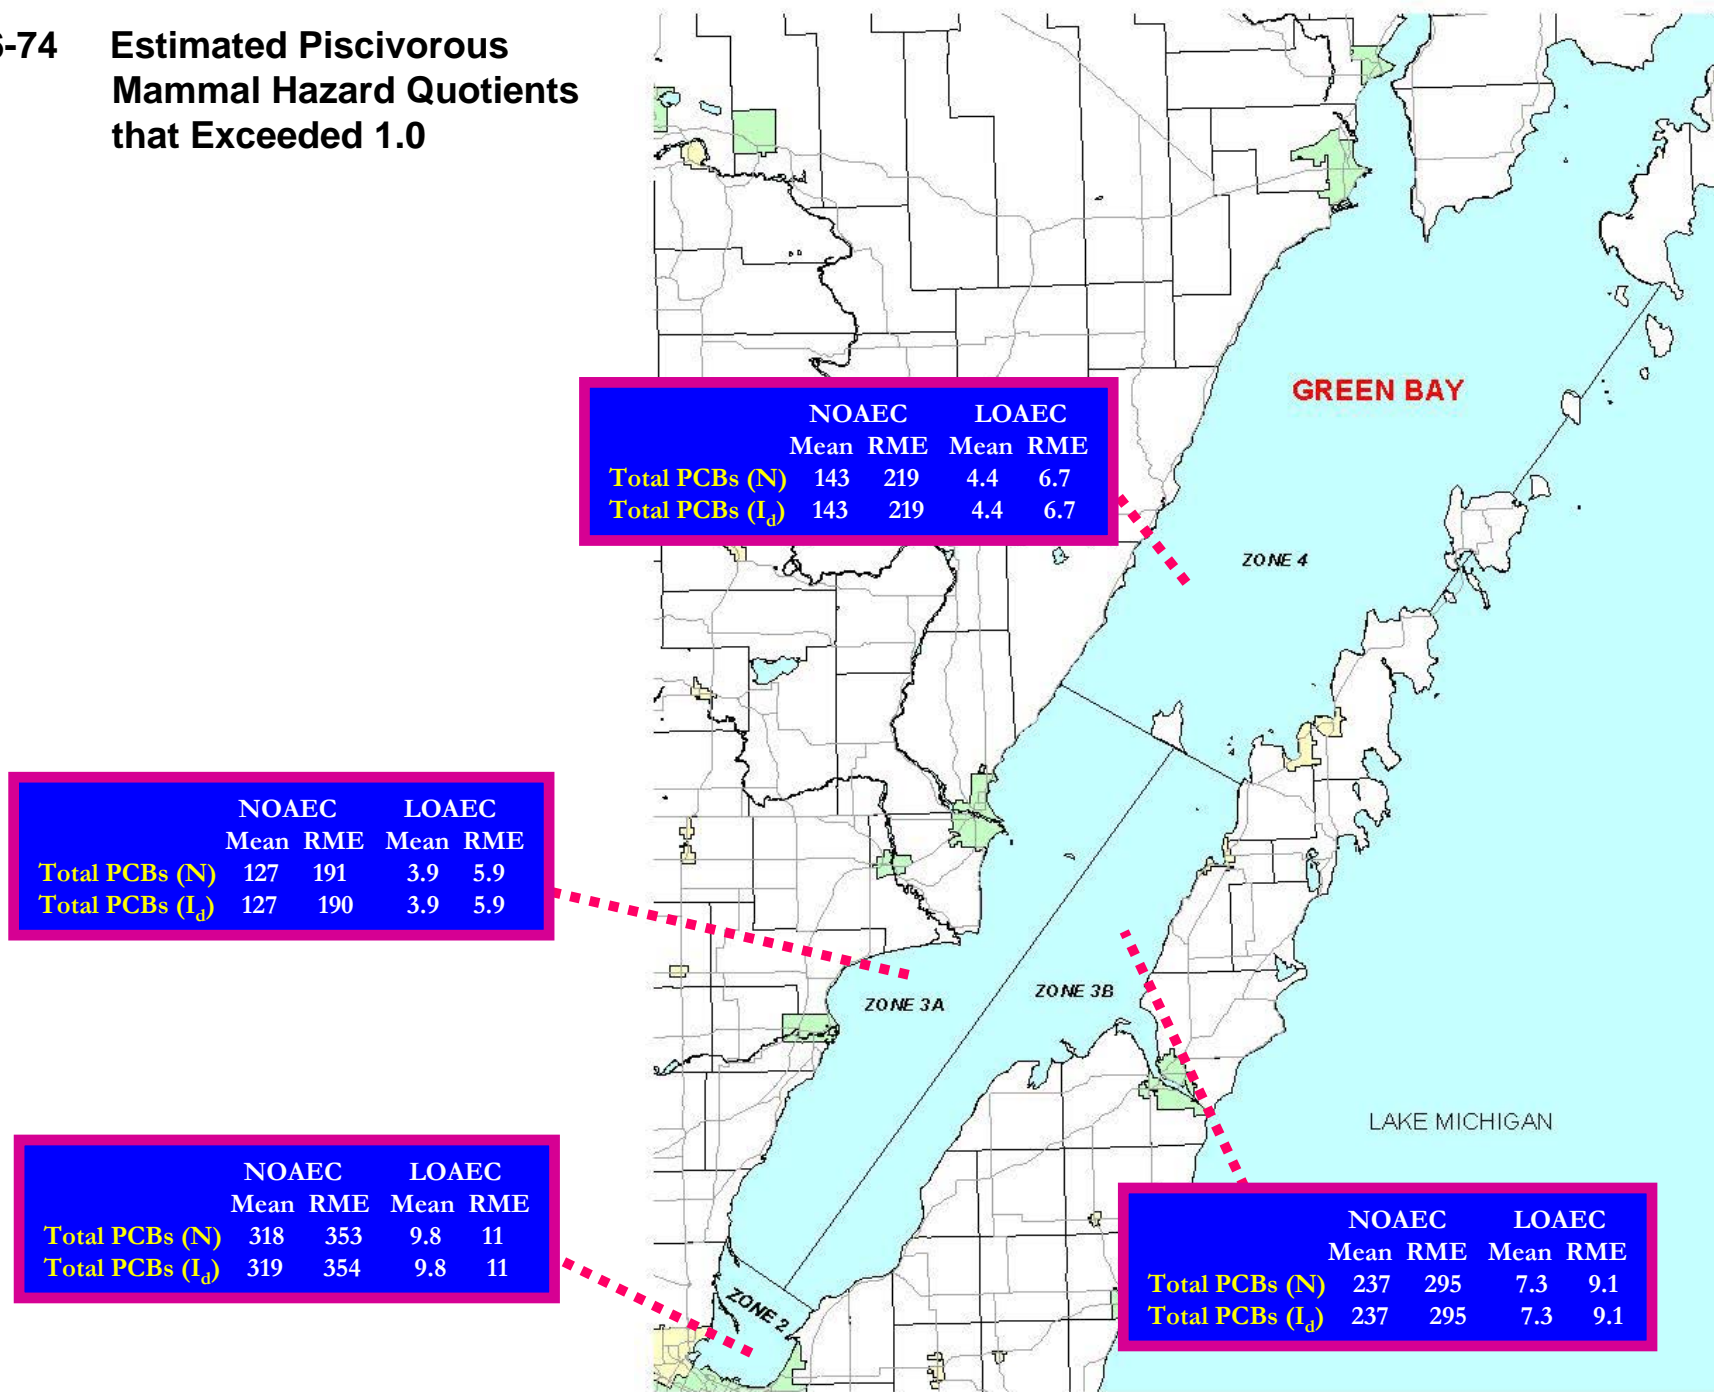 6-74 Estimated Piscivorous
Mammal Hazard Quotients
that Exceeded 1.0
GREEN BAY
NOAEC LOAEC
Mean RME Mean RME
Total PCBs (N) 143 219 4.4 6.7
Total PCBs (Id) 143 219 4.4 6.7
ZONE 4
NOAEC LOAEC
Mean RME Mean RME
Total PCBs (N) 127 191 3.9 5.9
Total PCBs (Id) 127 190 3.9 5.9
ZONE 3A
ZONE 3B
LAKE MICHIGAN
NOAEC LOAEC
Mean RME Mean RME
Total PCBs (N) 318 353 9.8 11
Total PCBs (Id) 319 354 9.8 11
ZONE 2
NOAEC LOAEC
Mean RME Mean RME
Total PCBs (N) 237 295 7.3 9.1
Total PCBs (Id) 237 295 7.3 9.1